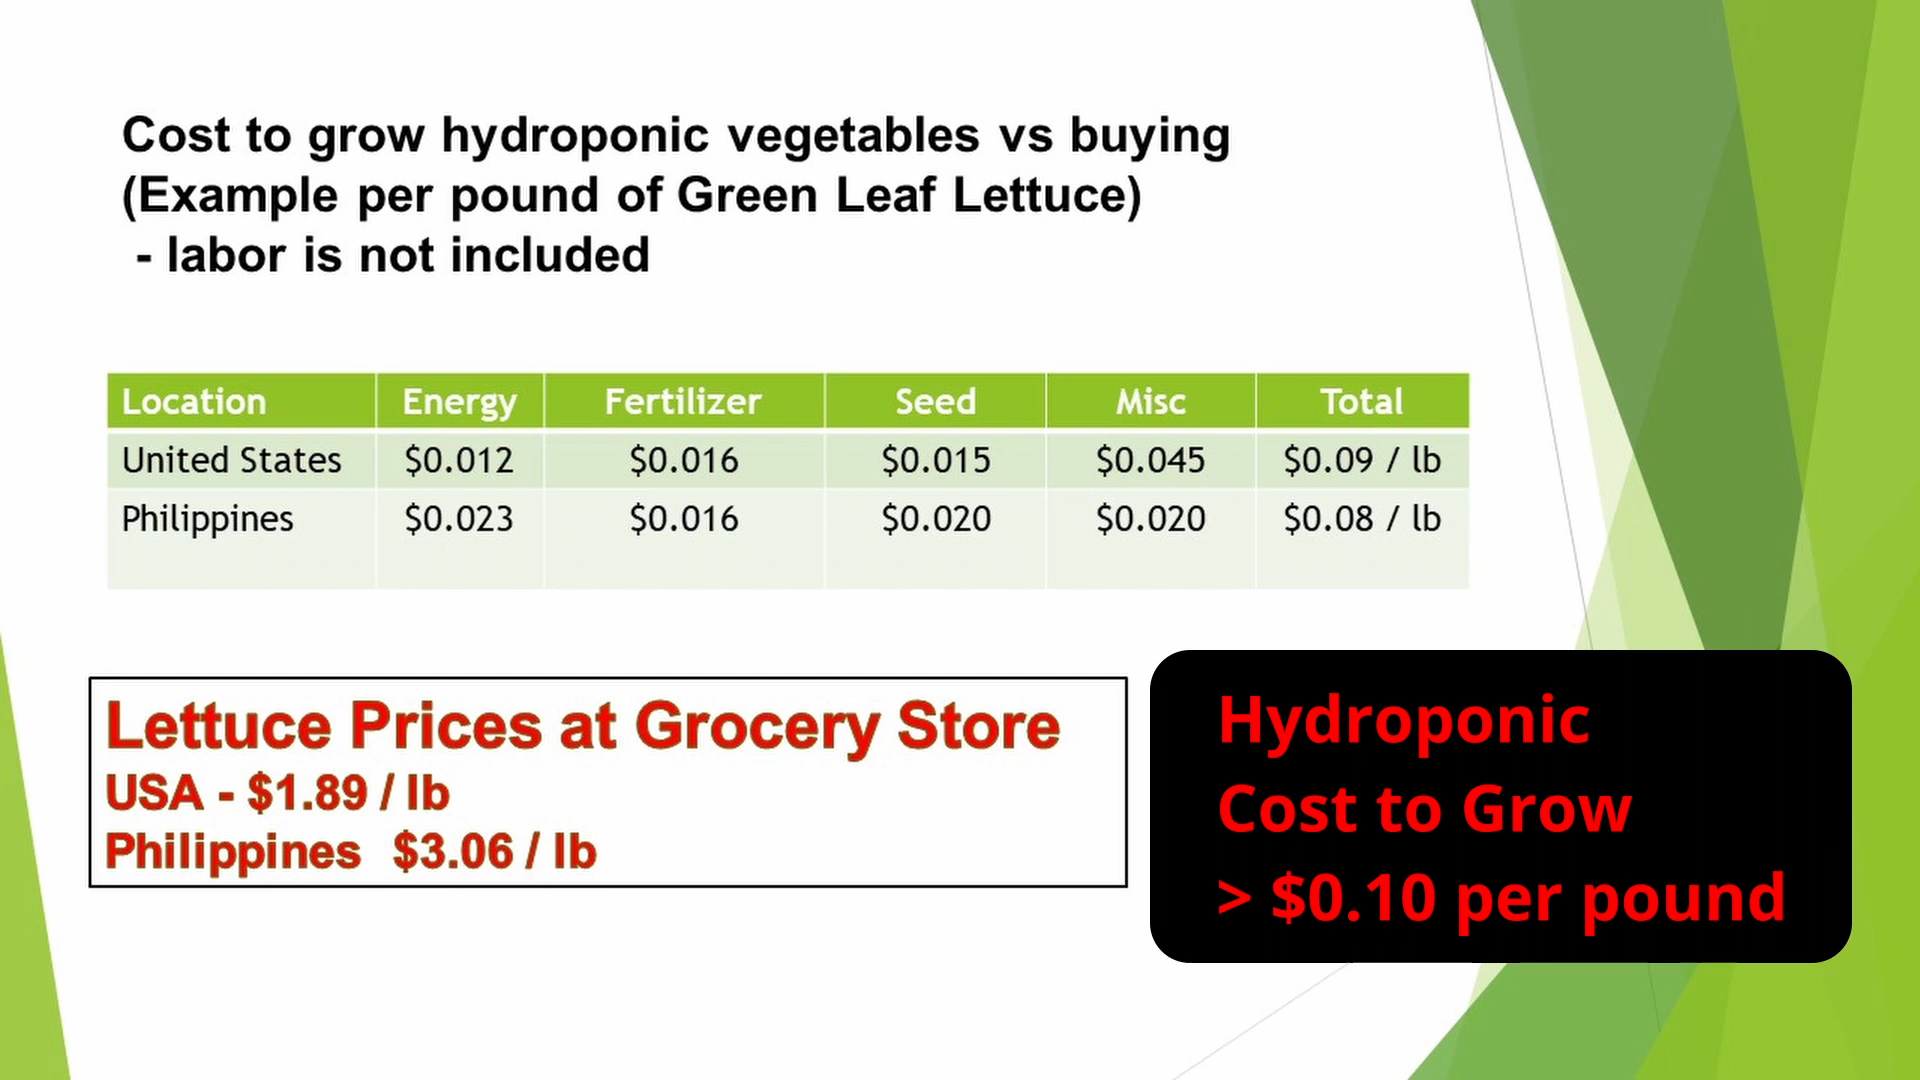 Cost to grow hydroponic vegetables vs buying
(Example per pound of Green Leaf Lettuce)
- labor is not included
Location Energy Fertilizer Seed Misc Total
United States $0.012 $0.016 $0.015 $0.045 $0.09 / lb
Philippines $0.023 $0.016 $0.020 $0.020 $0.08 / lb
Lettuce Prices at Grocery Store
USA - $1.89 / lb
Philippines $3.06 / lb
Hydroponic
Cost to Grow
> $0.10 per pound